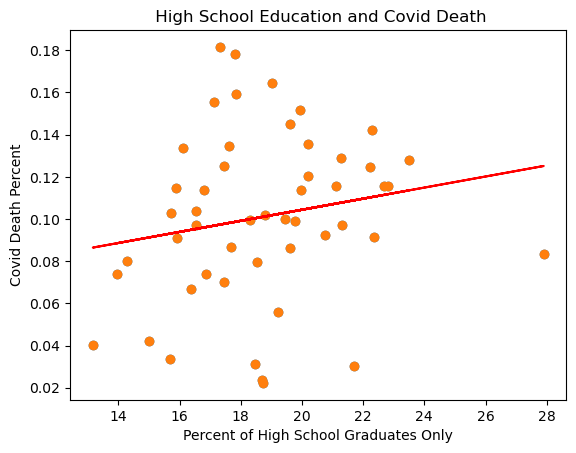 High School Education and Covid Death
Covid Death Percent
0.18
0.16
0.14
0.12
0.10
0.08
0.06
0.04
0.02
14 16 18 20 22 24 26 28
Percent of High School Graduates Only